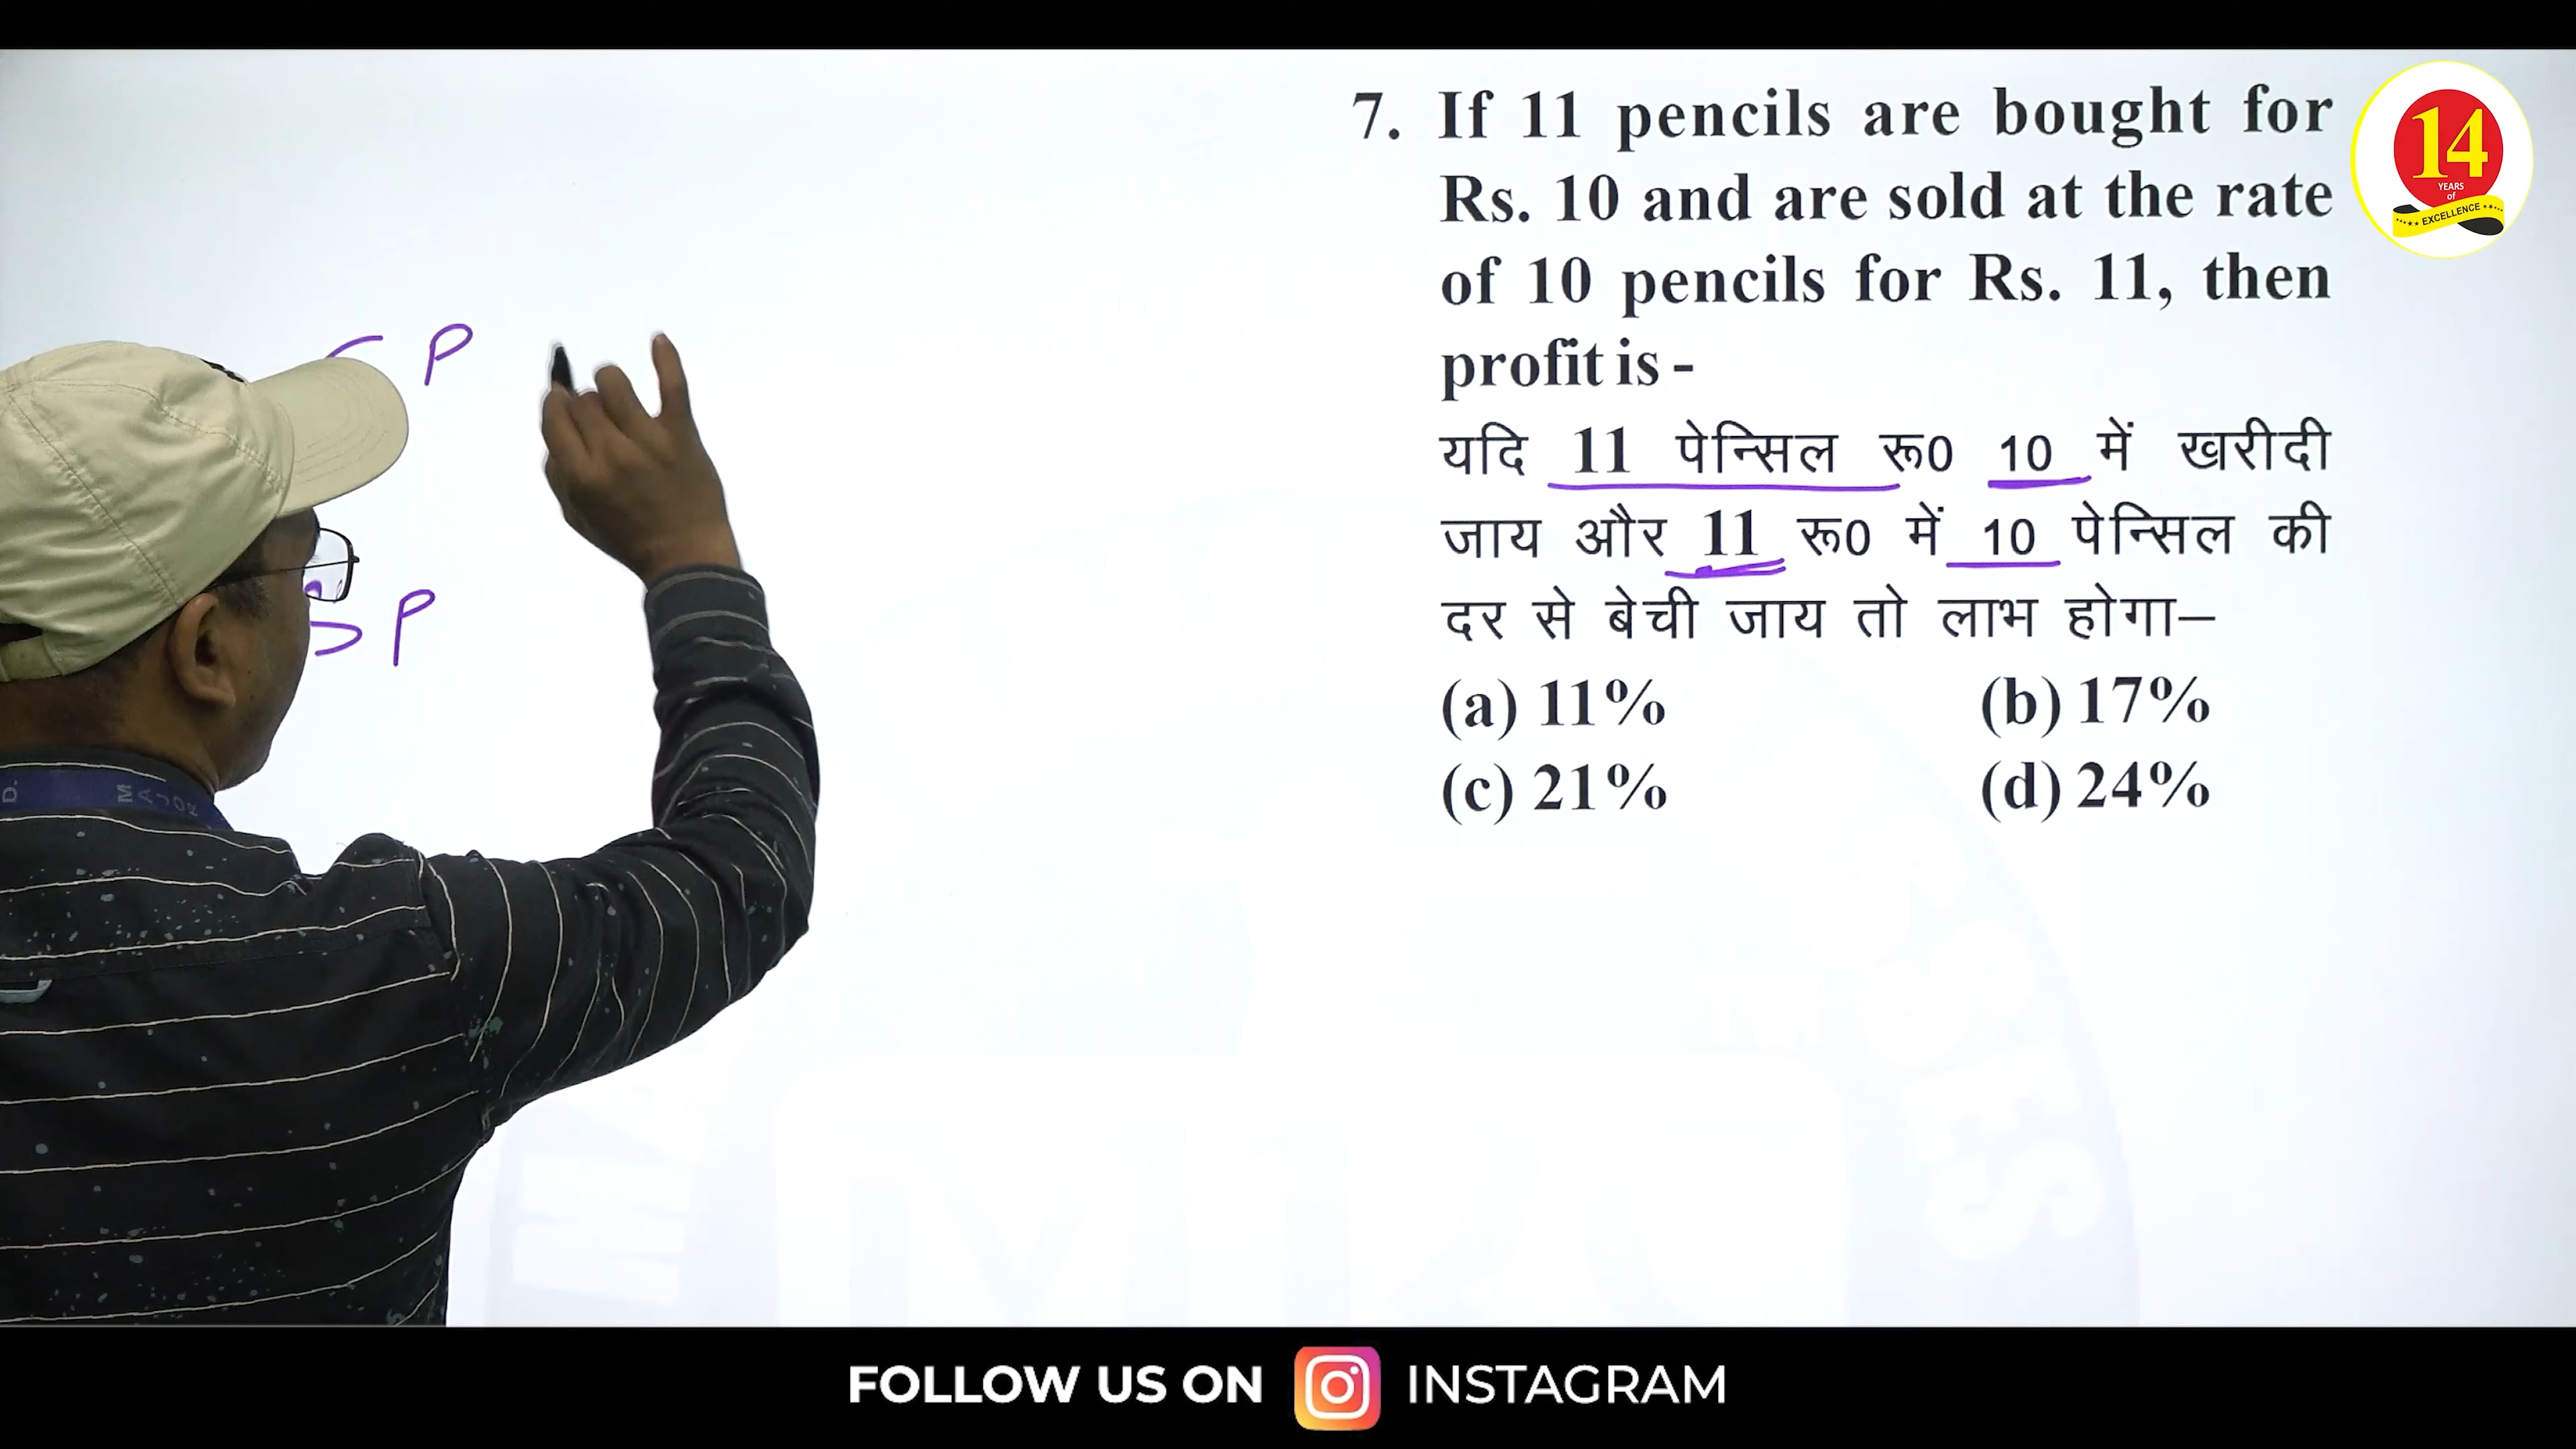 7. If 11 pencils are bought for
Rs. 10 and are sold at the rate
of 10 pencils for Rs. 11, then
profit is -
यदि 11 पेन्सिल रू0 10 में खरीदी
जाय और 11 रू0 में 10 पेन्सिल की
दर से बेची जाय तो लाभ होगा–
(a) 11% (b) 17%
(c) 21% (d) 24%
14
YEARS
of
EXCELLENCE
P
SP
D. MAJOR
FOLLOW US ON INSTAGRAM